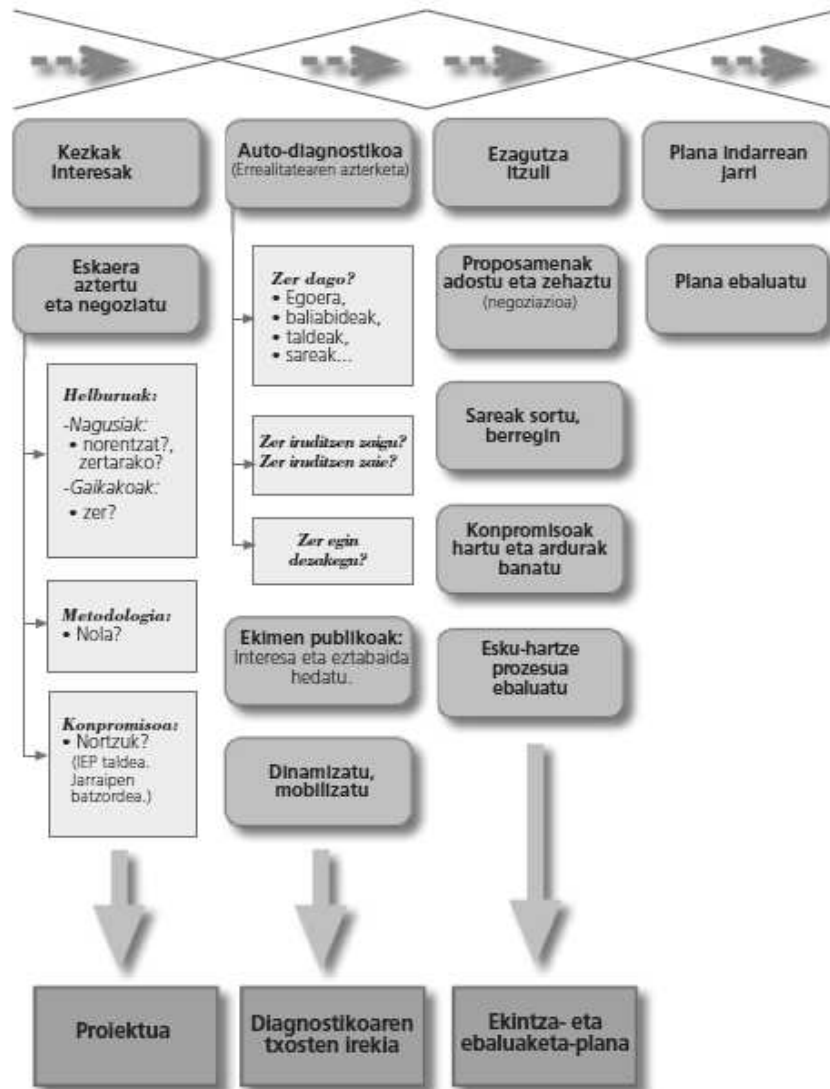 Kezkak
Interesak
Eskaera
aztertu
eta negoziatu
Helburuak:
-Nagusiak:
• norentzat?,
zertarako?
-Gaikakoak:
• zer?
Metodologia:
• Nola?
Konpromisoa:
• Nortzuk?
(IEP taldea.
Jarraipen
batzordea.)
Proiektua
Auto-diagnostikoa
(Errealitatearen azterketa)
Zer dago?
• Egoera,
• baliabideak,
• taldeak,
• sareak...
Zer iruditzen zaigu?
Zer iruditzen zaie?
Zer egin
dezakegu?
Ekimen publikoak:
Interesa eta eztabaida
hedatu.
Dinamizatu,
mobilizatu
Diagnostikoaren
txosten irekia
Ezagutza
itzuli
Proposamenak
adostu eta zehaztu
(negoziazioa)
Sareak sortu,
berregin
Konpromisoak
hartu eta ardurak
banatu
Esku-hartze
prozesua
ebaluatu
Ekintza- eta
ebaluaketa-plana
Plana indarrean
jarri
Plana ebaluatu